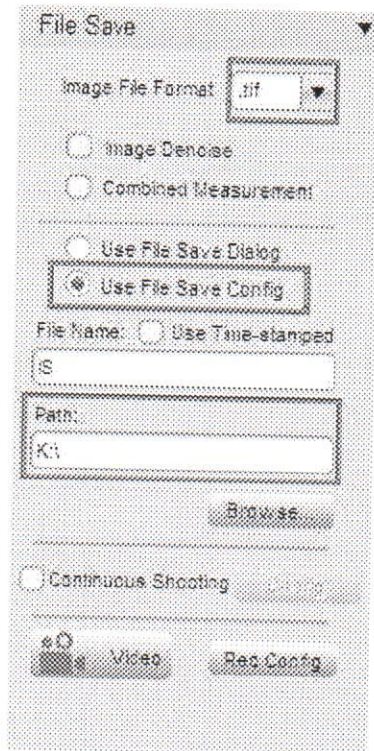 File Save
Image File Format .tif
Image Denoise
Combined Measurement
Use File Save Dialog
Use File Save Config
File Name: Use Time-stamped
IS
Path:
K:\
Browse...
Continuous Shooting
Video Rec Config